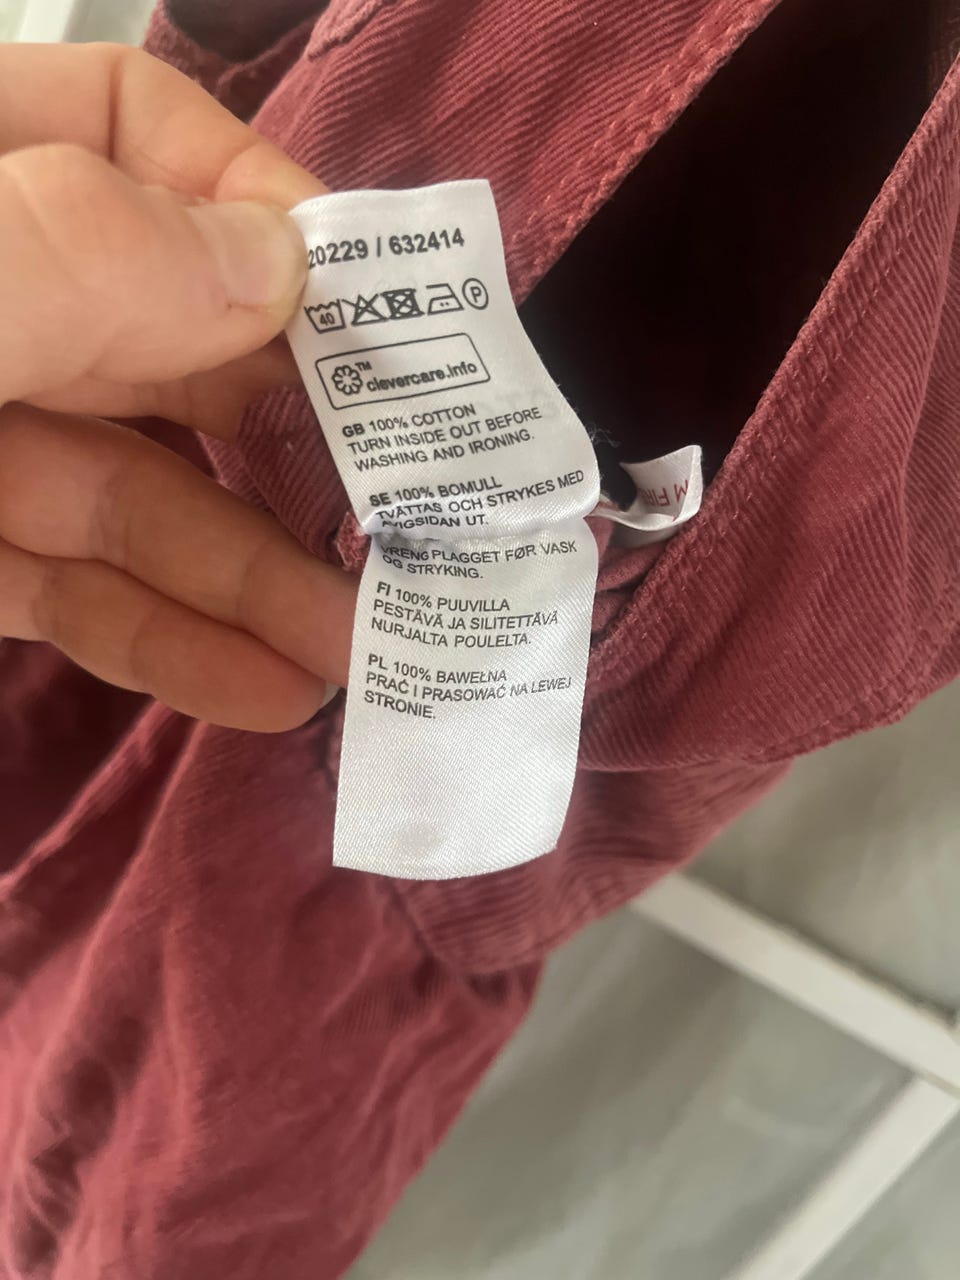 20229 / 632414
40 P
clevercare.info™
GB 100% COTTON
TURN INSIDE OUT BEFORE
WASHING AND IRONING.
SE 100% BOMULL
TVÄTTAS OCH STRYKES MED
AVIGSIDAN UT.
VRENG PLAGGET FØR VASK
OG STRYKING.
FI 100% PUUVILLA
PESTÄVÄ JA SILITETTÄVÄ
NURJALTA POULELTA.
PL 100% BAWEŁNA
PRAĆ I PRASOWAĆ NA LEWEJ
STRONIE.